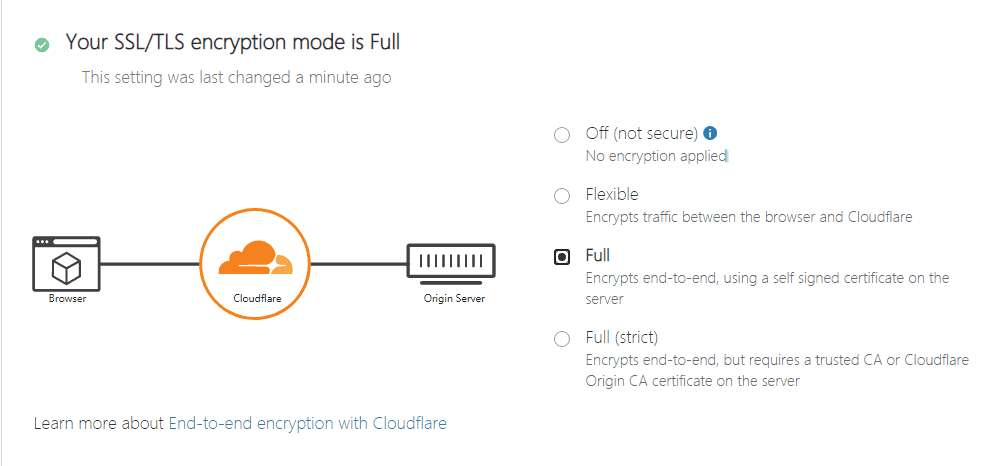 Your SSL/TLS encryption mode is Full
This setting was last changed a minute ago
Off (not secure)
No encryption applied
Flexible
Encrypts traffic between the browser and Cloudflare
Full
Encrypts end-to-end, using a self signed certificate on the
server
Full (strict)
Encrypts end-to-end, but requires a trusted CA or Cloudflare
Origin CA certificate on the server
Browser
Cloudflare
Origin Server
Learn more about End-to-end encryption with Cloudflare